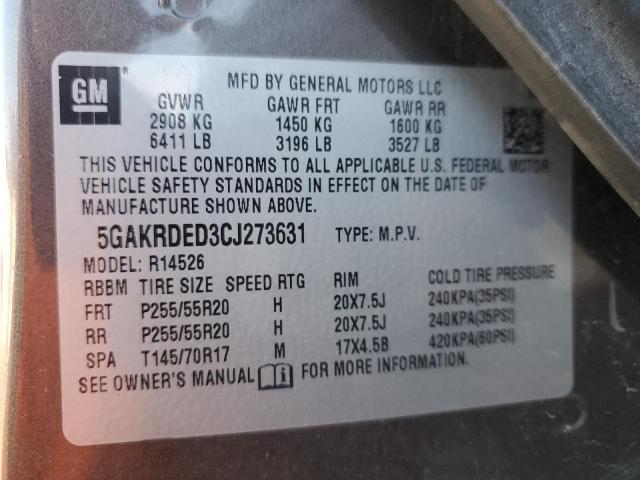 GM
MFD BY GENERAL MOTORS LLC
GVWR GAWR FRT GAWR RR
2908 KG 1450 KG 1600 KG
6411 LB 3196 LB 3527 LB
THIS VEHICLE CONFORMS TO ALL APPLICABLE U.S. FEDERAL MOTOR
VEHICLE SAFETY STANDARDS IN EFFECT ON THE DATE OF
MANUFACTURE SHOWN ABOVE.
5GAKRDED3CJ273631 TYPE: M.P.V.
MODEL: R14526
RBBM TIRE SIZE SPEED RTG RIM COLD TIRE PRESSURE
FRT P255/55R20 H 20X7.5J 240KPA(35PSI)
RR P255/55R20 H 20X7.5J 240KPA(35PSI)
SPA T145/70R17 M 17X4.5B 420KPA(60PSI)
SEE OWNER'S MANUAL FOR MORE INFORMATION.